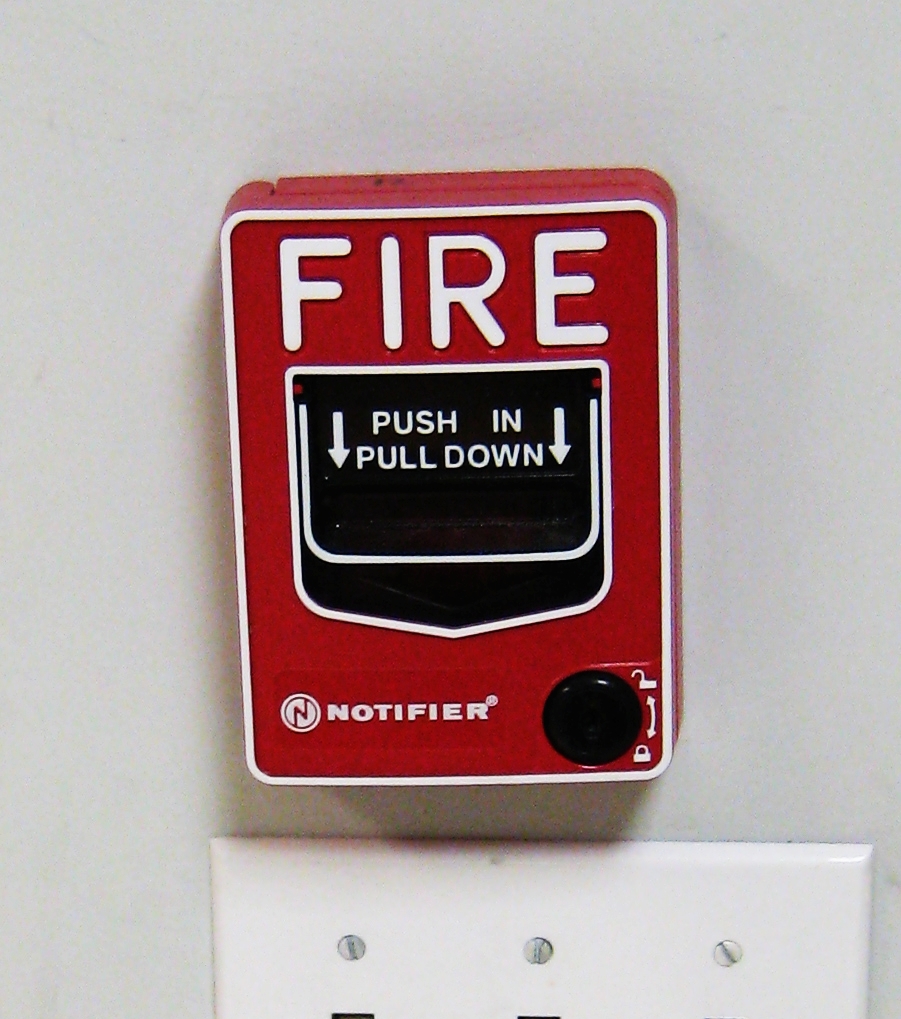 FIRE
PUSH IN
PULL DOWN
NOTIFIER®